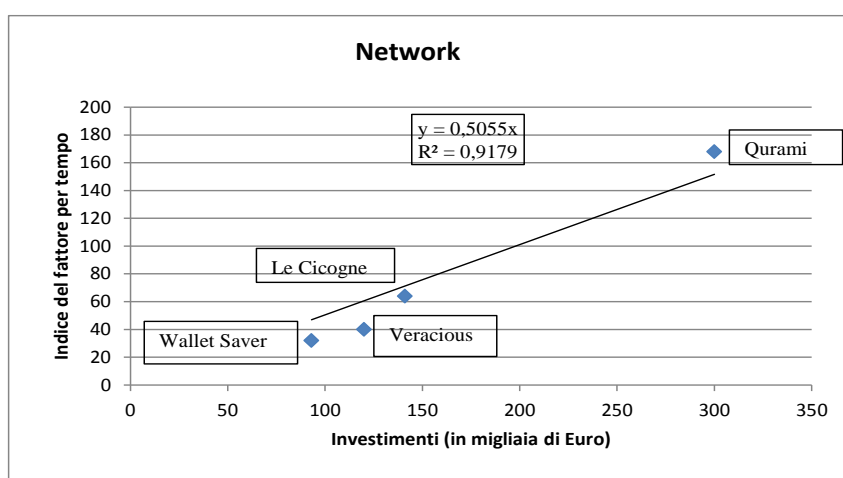 Network
Indice del fattore per tempo
200
180
160
140
120
100
80
60
40
20
0
y = 0,5055x
R² = 0,9179
Qurami
Le Cicogne
Wallet Saver
Veracious
0 50 100 150 200 250 300 350
Investimenti (in migliaia di Euro)